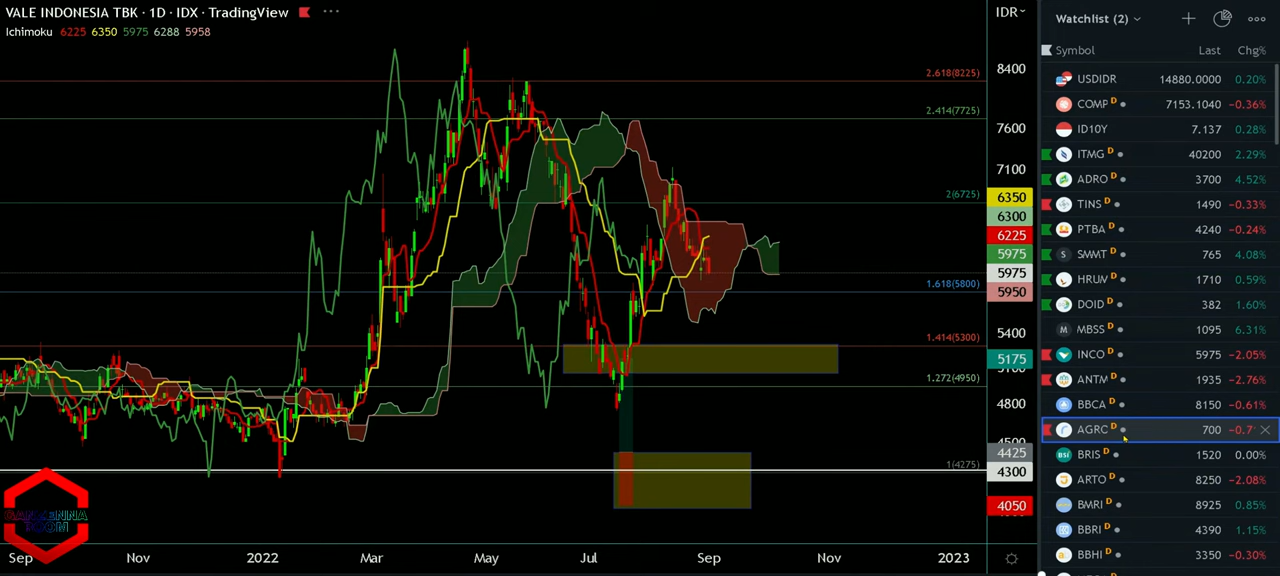 VALE INDONESIA TBK · 1D · IDX · TradingView
Ichimoku 6225 6350 5975 6288 5958
IDR
8400
7600
7100
6350
6300
6225
5975
5975
5950
5400
5175
4800
4425
4300
4050
2.618(8225)
2.414(7725)
2(6725)
1.618(5800)
1.414(5300)
1.272(4950)
1(4275)
Sep Nov 2022 Mar May Jul Sep Nov 2023
Watchlist (2)
Symbol Last Chg%
USDIDR 14880.0000 0.20%
COMP D 7153.1040 -0.36%
ID10Y 7.137 0.28%
ITMG D 40200 2.29%
ADRO D 3700 4.52%
TINS D 1490 -0.33%
PTBA D 4240 -0.24%
SMMT D 765 4.08%
HRUM D 1710 0.59%
DOID D 382 1.60%
MBSS D 1095 6.31%
INCO D 5975 -2.05%
ANTM D 1935 -2.76%
BBCA D 8150 -0.61%
AGRO D 700
BRIS D 1520 0.00%
ARTO D 8250 -2.08%
BMRI D 8925 0.85%
BBRI D 4390 1.15%
BBHI D 3350 -0.30%